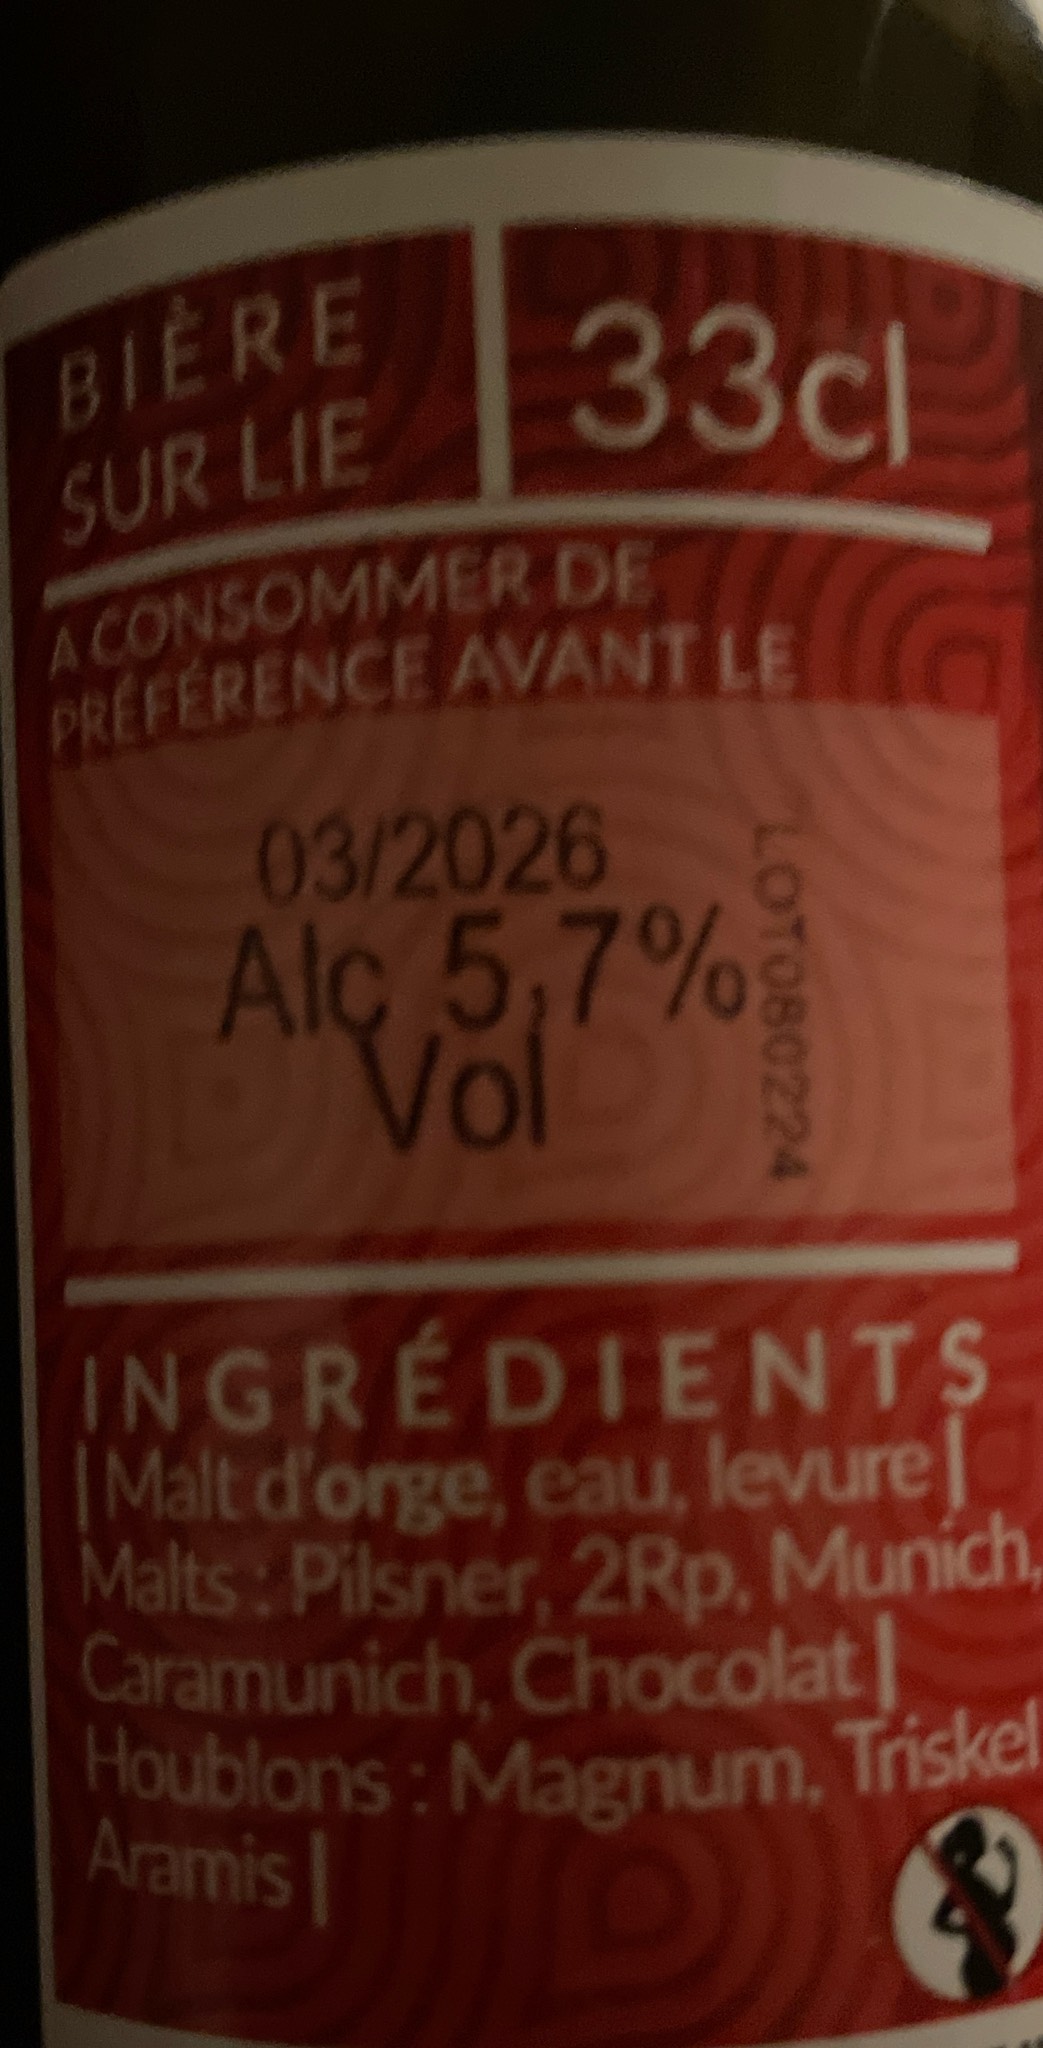 BIÈRE
SUR LIE
33cl
A CONSOMMER DE
PRÉFÉRENCE AVANT LE
03/2026
Alc 5,7%
Vol
LOT080224
INGRÉDIENTS
| Malt d'orge, eau, levure |
Malts : Pilsner, 2Rp, Munich,
Caramunich, Chocolat |
Houblons : Magnum, Triskel
Aramis |